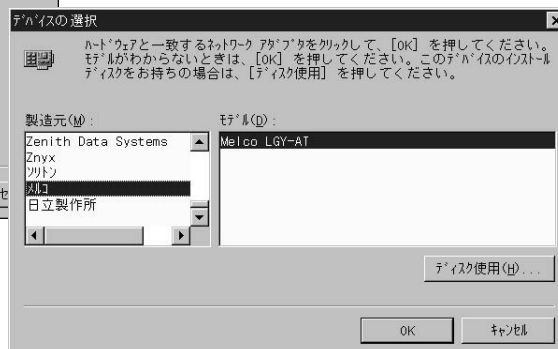 ﾃﾞﾊﾞｲｽの選択
ﾊｰﾄﾞｳｪｱと一致するﾈｯﾄﾜｰｸ ｱﾀﾞﾌﾟﾀをｸﾘｯｸして、[OK] を押してください。
ﾓﾃﾞﾙがわからないときは、[OK] を押してください。このﾃﾞﾊﾞｲｽのｲﾝｽﾄｰﾙ
ﾃﾞｨｽｸをお持ちの場合は、[ﾃﾞｨｽｸ使用] を押してください。
製造元(M):
ﾓﾃﾞﾙ(D):
Zenith Data Systems
Znyx
ｿﾘﾄﾝ
ﾒﾙｺ
日立製作所
Melco LGY-AT
ﾃﾞｨｽｸ使用(H)...
OK
ｷｬﾝｾﾙ